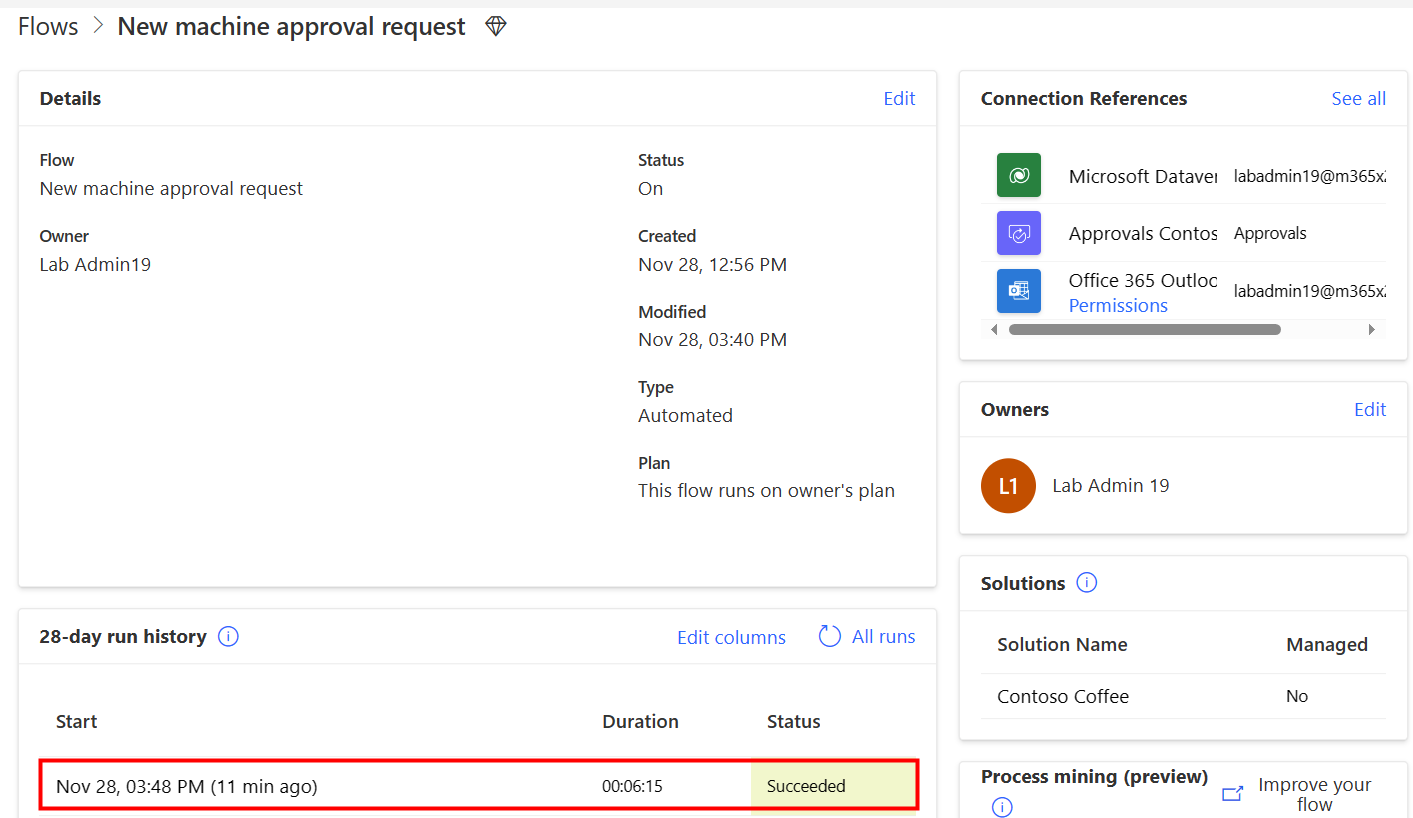 Flows > New machine approval request
Details
Edit
Flow
New machine approval request
Owner
Lab Admin19
Status
On
Created
Nov 28, 12:56 PM
Modified
Nov 28, 03:40 PM
Type
Automated
Plan
This flow runs on owner's plan
28-day run history
Edit columns
All runs
Start Duration Status
Nov 28, 03:48 PM (11 min ago) 00:06:15 Succeeded
Connection References
See all
Microsoft Dataver labadmin19@m365x
Approvals Contos Approvals
Office 365 Outloo labadmin19@m365x
Permissions
Owners
Edit
L1
Lab Admin 19
Solutions
Solution Name Managed
Contoso Coffee No
Process mining (preview)
Improve your
flow